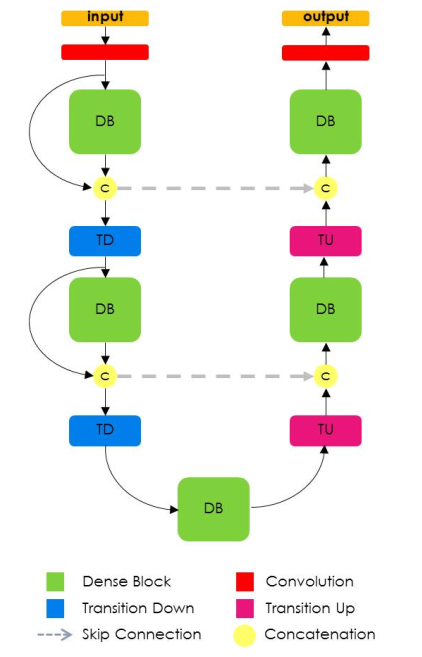 input
output
DB
DB
C
C
TD
TU
DB
DB
C
C
TD
TU
DB
Dense Block
Convolution
Transition Down
Transition Up
Skip Connection
Concatenation